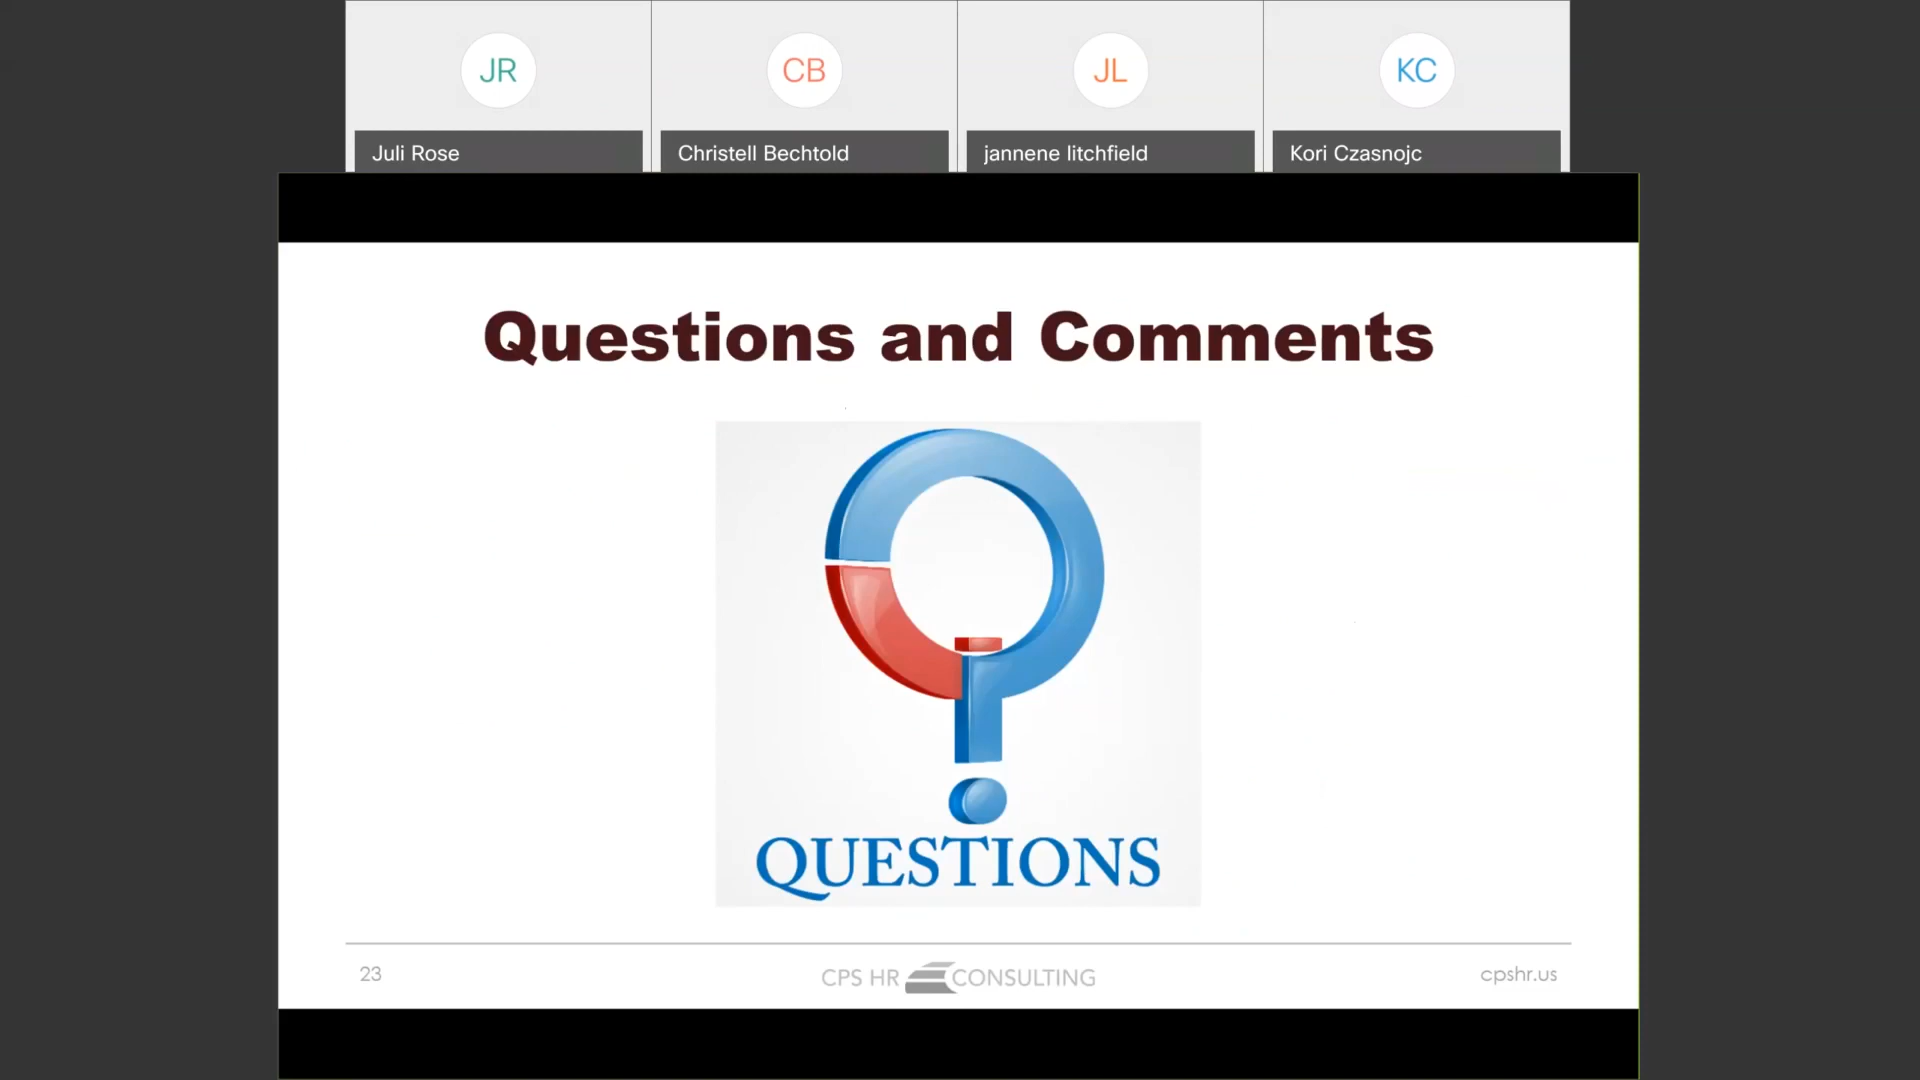 JR
CB
JL
KC
Juli Rose
Christell Bechtold
jannene litchfield
Kori Czasnojc
Questions and Comments
QUESTIONS
23
CPS HR CONSULTING
cpshr.us